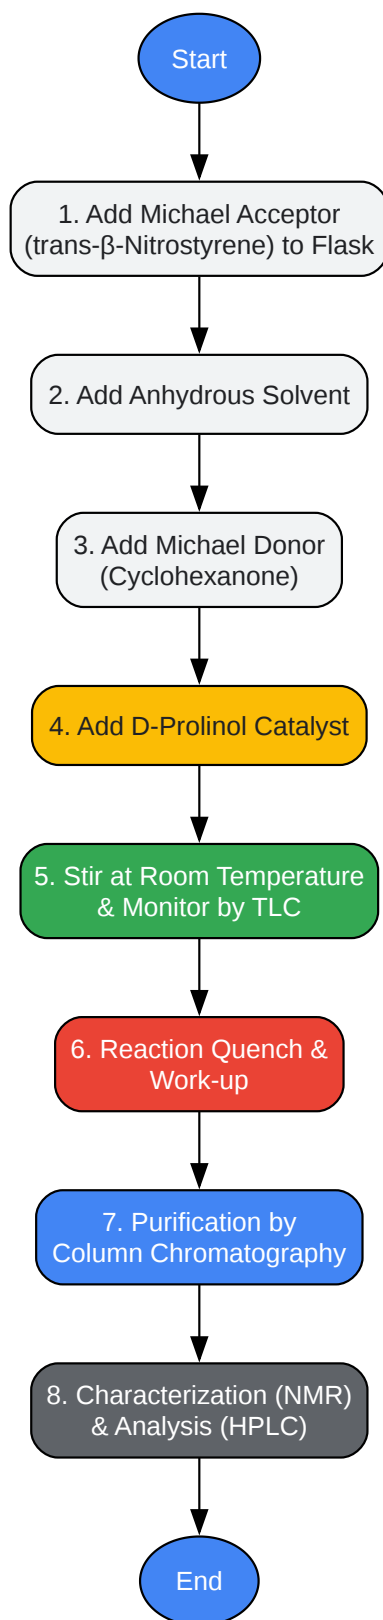 Start
1. Add Michael Acceptor
(trans-β-Nitrostyrene) to Flask
2. Add Anhydrous Solvent
3. Add Michael Donor
(Cyclohexanone)
4. Add D-Prolinol Catalyst
5. Stir at Room Temperature
& Monitor by TLC
6. Reaction Quench &
Work-up
7. Purification by
Column Chromatography
8. Characterization (NMR)
& Analysis (HPLC)
End